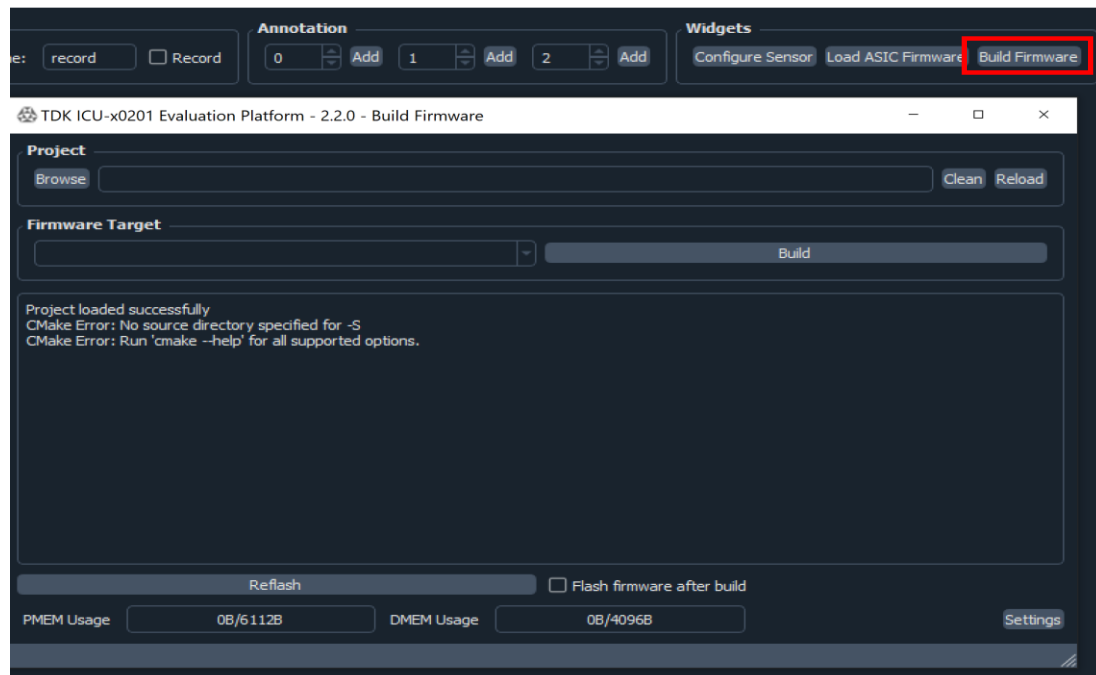 Annotation Widgets
e: record Record 0 Add 1 Add 2 Add Configure Sensor Load ASIC Firmware Build Firmware
TDK ICU-x0201 Evaluation Platform - 2.2.0 - Build Firmware
Project
Browse Clean Reload
Firmware Target
Build
Project loaded successfully
CMake Error: No source directory specified for -S
CMake Error: Run 'cmake --help' for all supported options.
Reflash Flash firmware after build
PMEM Usage 0B/6112B DMEM Usage 0B/4096B Settings